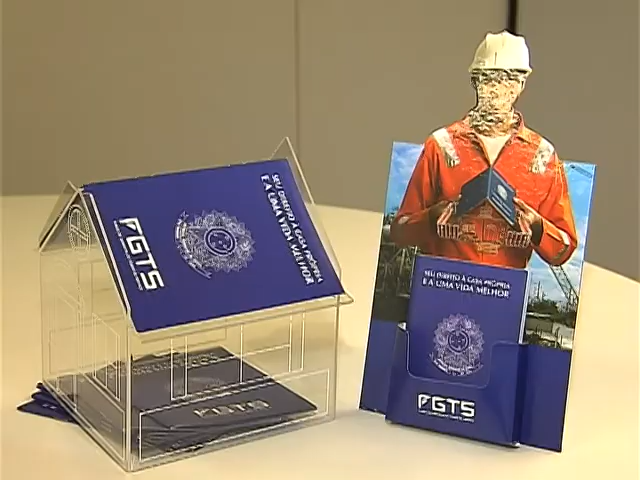 SEU DIREITO À CASA PRÓPRIA
E A UMA VIDA MELHOR
FGTS
SEU DIREITO À CASA PRÓPRIA
E A UMA VIDA MELHOR
FGTS
FGTS